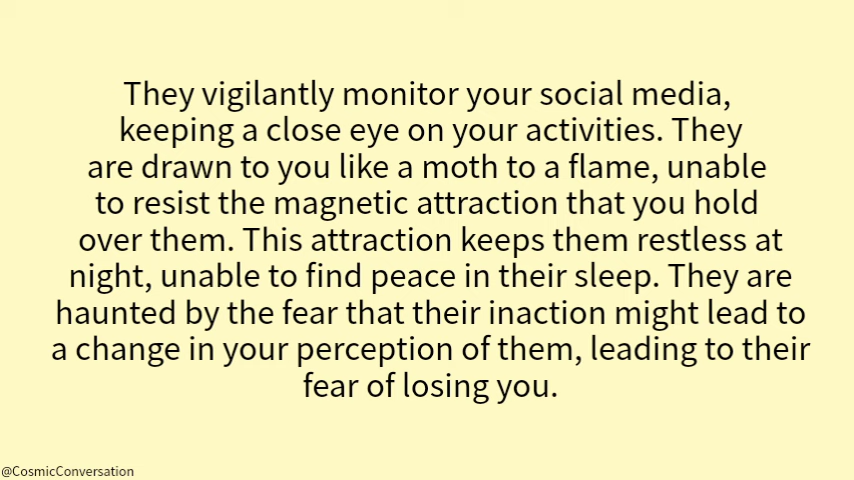 They vigilantly monitor your social media,
keeping a close eye on your activities. They
are drawn to you like a moth to a flame, unable
to resist the magnetic attraction that you hold
over them. This attraction keeps them restless at
night, unable to find peace in their sleep. They are
haunted by the fear that their inaction might lead to
a change in your perception of them, leading to their
fear of losing you.
@CosmicConversation